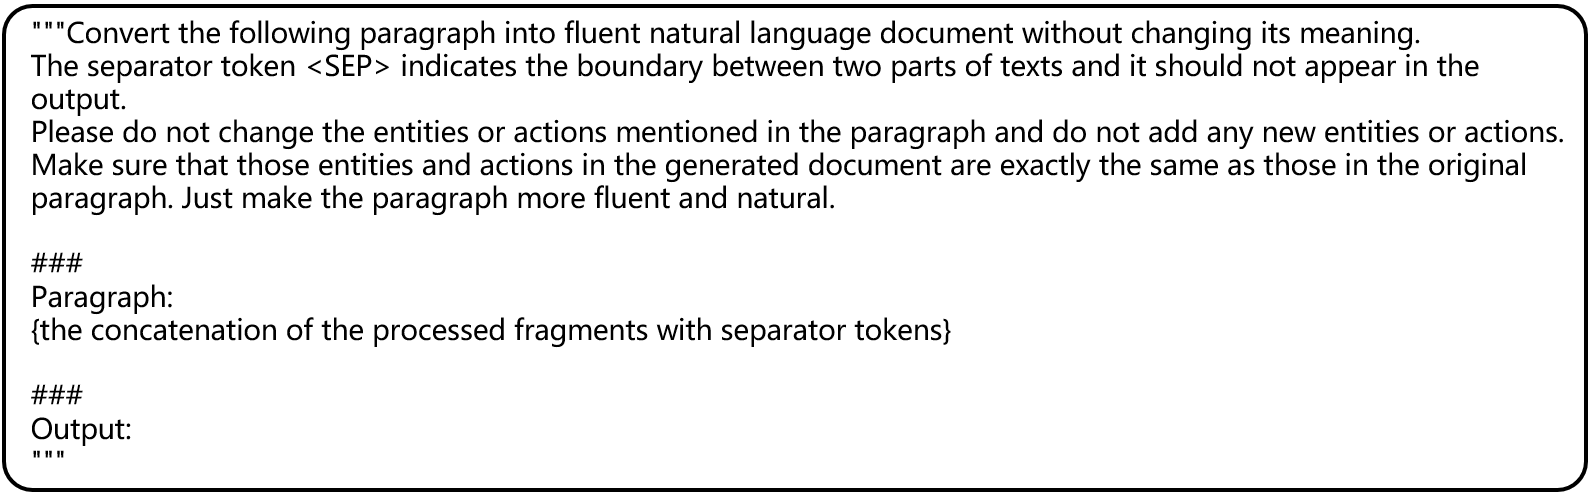 """Convert the following paragraph into fluent natural language document without changing its meaning.
The separator token <SEP> indicates the boundary between two parts of texts and it should not appear in the
output.
Please do not change the entities or actions mentioned in the paragraph and do not add any new entities or actions.
Make sure that those entities and actions in the generated document are exactly the same as those in the original
paragraph. Just make the paragraph more fluent and natural.
###
Paragraph:
{the concatenation of the processed fragments with separator tokens}
###
Output:
"""